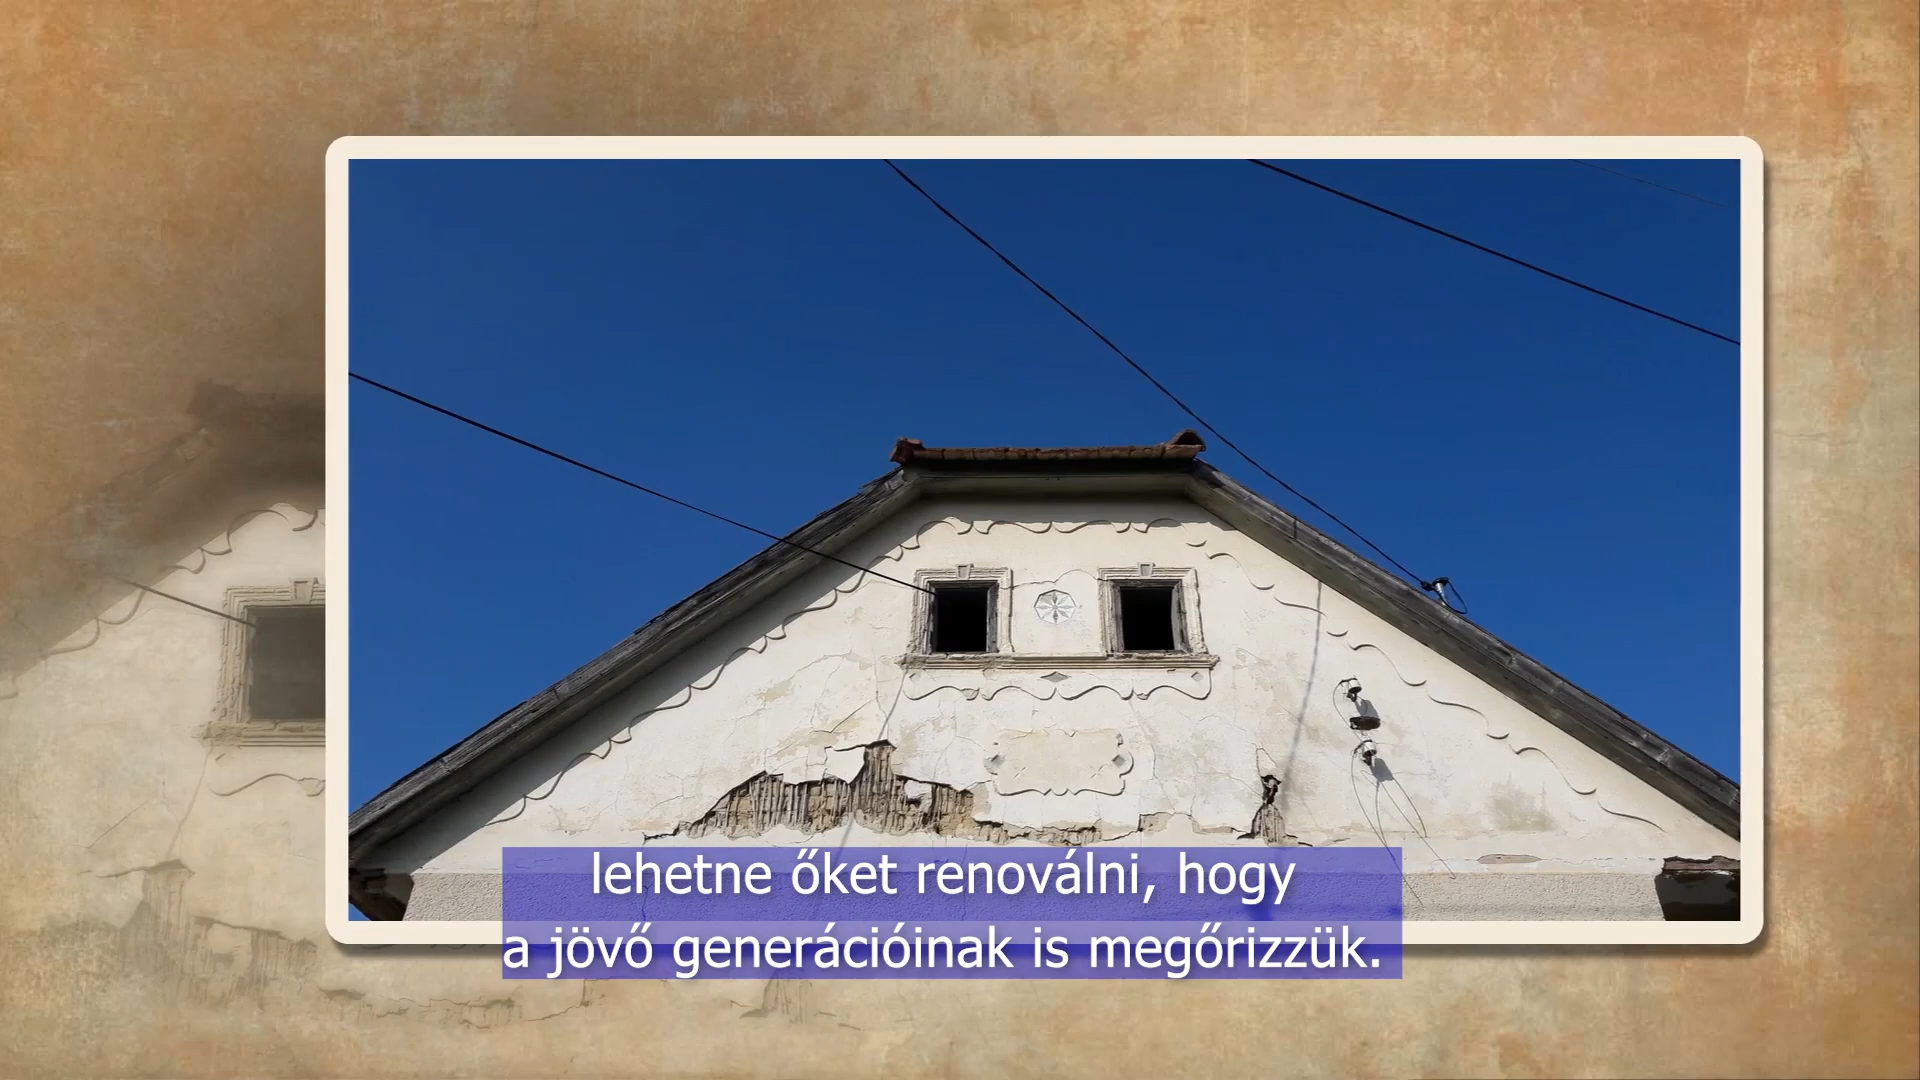 lehetne őket renoválni, hogy
a jövő generációinak is megőrizzük.